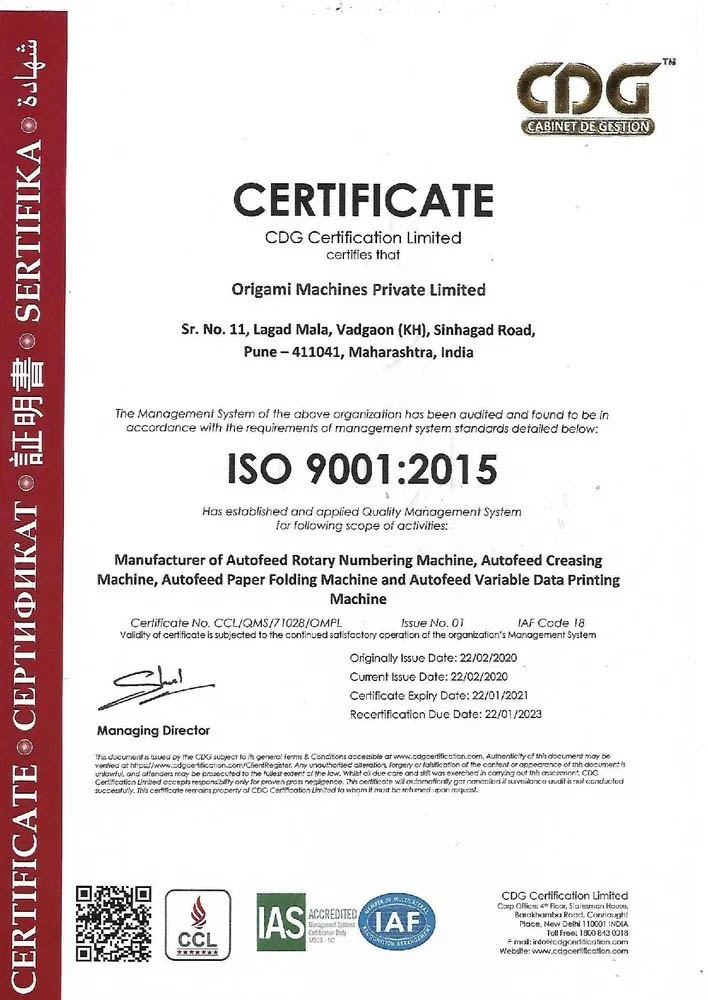 CERTIFICATE ● СЕРТИФИКАТ ● 証明書 ● SERTIFIKA ● شهادة
CDG™
CABINET DE GESTION
CERTIFICATE
CDG Certification Limited
certifies that
Origami Machines Private Limited
Sr. No. 11, Lagad Mala, Vadgaon (KH), Sinhagad Road,
Pune – 411041, Maharashtra, India
The Management System of the above organization has been audited and found to be in
accordance with the requirements of management system standards detailed below:
ISO 9001:2015
Has established and applied Quality Management System
for following scope of activities:
Manufacturer of Autofeed Rotary Numbering Machine, Autofeed Creasing
Machine, Autofeed Paper Folding Machine and Autofeed Variable Data Printing
Machine
Certificate No. CCL/QMS/71028/OMPL Issue No. 01 IAF Code 18
Validity of certificate is subjected to the continued satisfactory operation of the organization's Management System
Originally Issue Date: 22/02/2020
Current Issue Date: 22/02/2020
Certificate Expiry Date: 22/01/2021
Recertification Due Date: 22/01/2023
Managing Director
This document is issued by the CDG subject to its general Terms & Conditions accessible at www.cdgcertification.com. Authenticity of this document may be
verified at https://www.cdgcertification.com/ClientRegister. Any unauthorised alteration, forgery or falsification of the content or appearance of this document is
unlawful, and offenders may be prosecuted to the fullest extent of the law. Whilst all due care and skill was exercised in carrying out this assessment, CDG
Certification Limited accepts responsibility only for proven gross negligence. This certificate will automatically get cancelled if surveillance audit is not conducted
successfully. This certificate remains property of CDG Certification Limited to whom it must be returned upon request.
CCL
IAS
ACCREDITED
Management Systems
Certification Body
MSCB - 143
MEMBER OF MULTILATERAL
IAF
RECOGNITION ARRANGEMENT
CDG Certification Limited
Corp Office: 4th Floor, Statesman House,
Barakhamba Road, Connaught
Place, New Delhi 110001 INDIA
Toll Free: 1800 843 0018
Email: info@cdgcertification.com
Website: www.cdgcertification.com